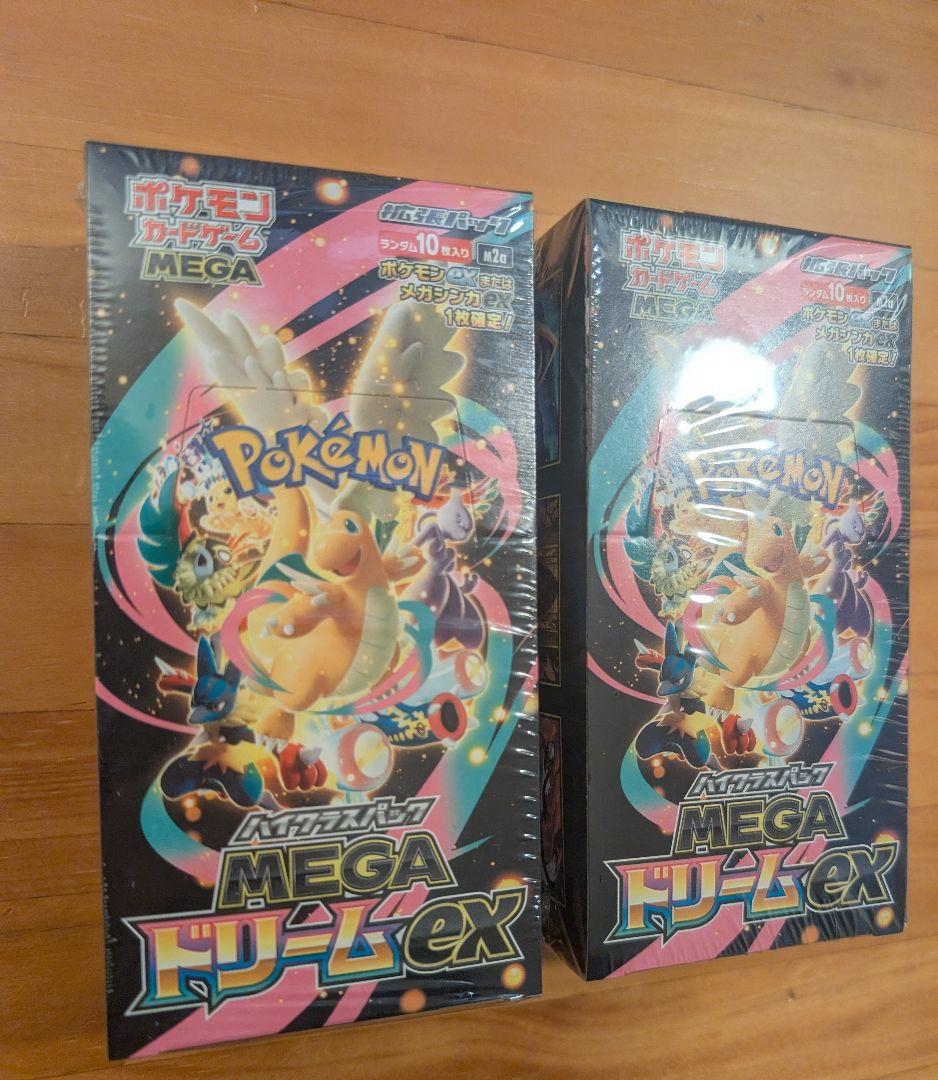 ポケモン
カードゲーム
MEGA
拡張パック
ランダム10枚入り
M2a
ポケモンexまたは
メガシンカex
1枚確定!
POKéMON
ハイクラスパック
MEGA
ドリームex
ポケモン
カードゲーム
MEGA
拡張パック
ランダム10枚入り
M2a
ポケモンexまたは
メガシンカex
1枚確定!
POKéMON
ハイクラスパック
MEGA
ドリームex